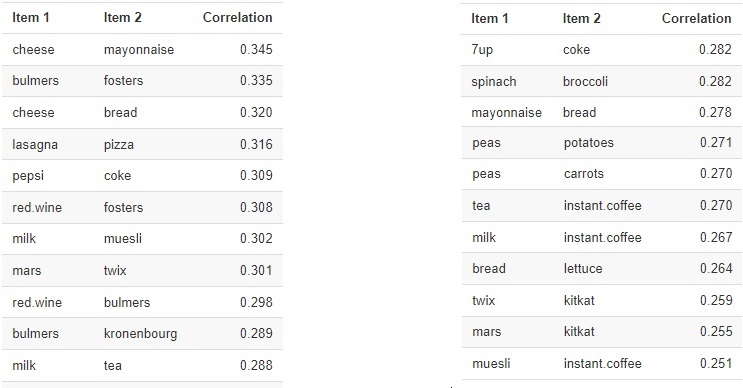 Item 1 Item 2 Correlation
cheese mayonnaise 0.345
bulmers fosters 0.335
cheese bread 0.320
lasagna pizza 0.316
pepsi coke 0.309
red.wine fosters 0.308
milk muesli 0.302
mars twix 0.301
red.wine bulmers 0.298
bulmers kronenbourg 0.289
milk tea 0.288
Item 1 Item 2 Correlation
7up coke 0.282
spinach broccoli 0.282
mayonnaise bread 0.278
peas potatoes 0.271
peas carrots 0.270
tea instant.coffee 0.270
milk instant.coffee 0.267
bread lettuce 0.264
twix kitkat 0.259
mars kitkat 0.255
muesli instant.coffee 0.251